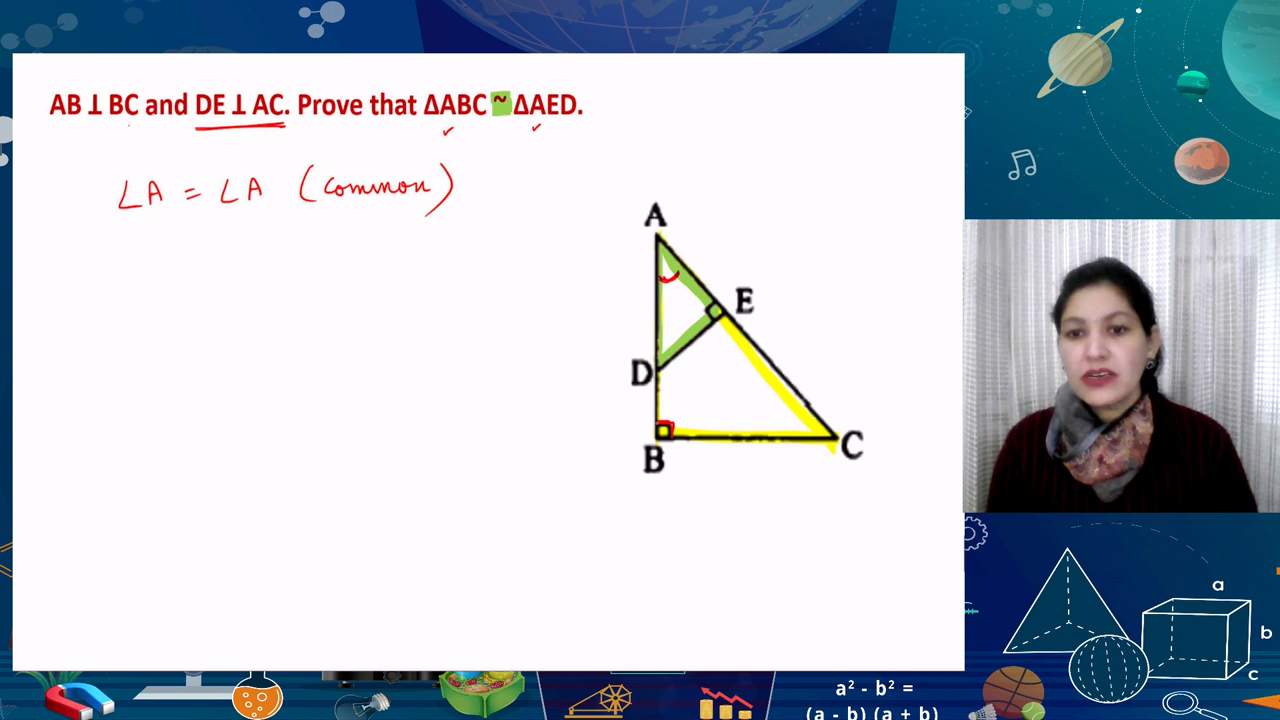 AB ⊥ BC and DE ⊥ AC. Prove that ΔABC ~ ΔAED.
∠A = ∠A (Common)
A
E
D
B
C
a
b
c
a² - b² =
(a - b) (a + b)